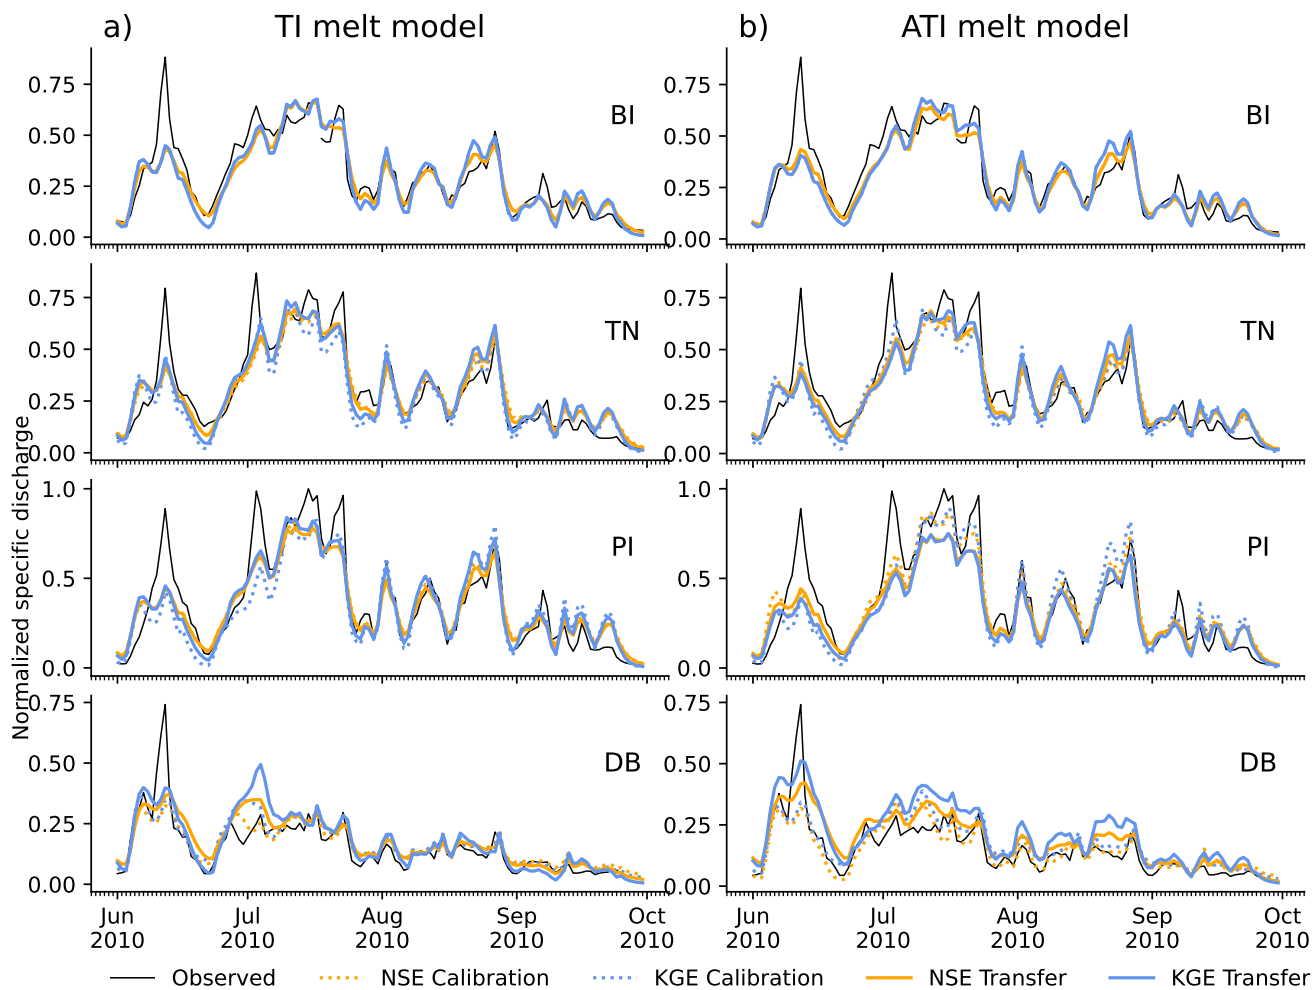 a) TI melt model
b) ATI melt model
Normalized specific discharge
0.75
0.50
0.25
0.00
BI
0.75
0.50
0.25
0.00
BI
0.75
0.50
0.25
0.00
TN
0.75
0.50
0.25
0.00
TN
1.0
0.5
0.0
PI
1.0
0.5
0.0
PI
0.75
0.50
0.25
0.00
DB
0.75
0.50
0.25
0.00
DB
Jun Jul Aug Sep Oct
2010 2010 2010 2010 2010
Jun Jul Aug Sep Oct
2010 2010 2010 2010 2010
Observed NSE Calibration KGE Calibration NSE Transfer KGE Transfer